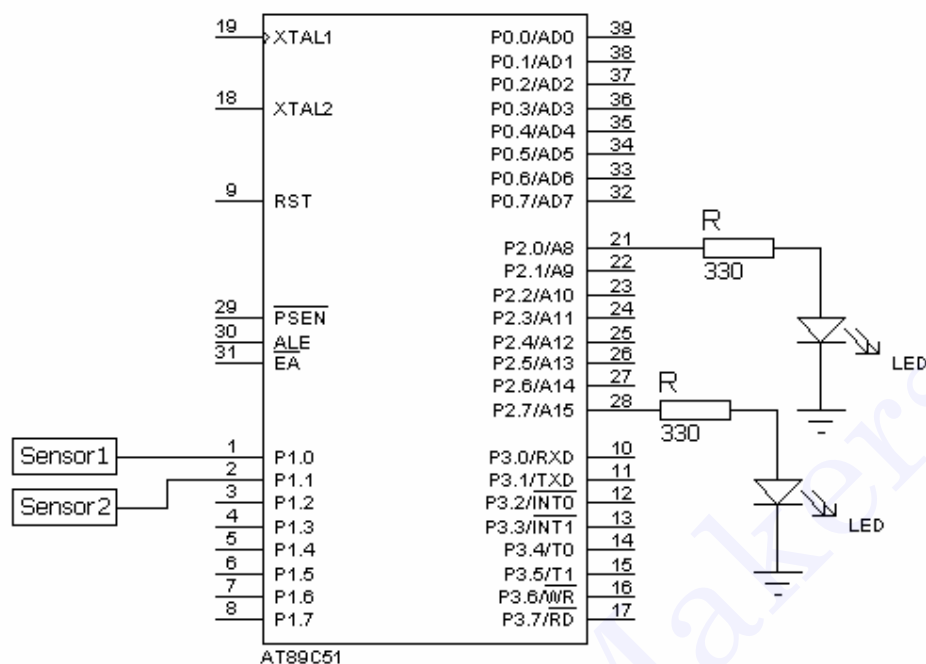 19 XTAL1 P0.0/AD0 39
P0.1/AD1 38
P0.2/AD2 37
18 XTAL2 P0.3/AD3 36
P0.4/AD4 35
P0.5/AD5 34
P0.6/AD6 33
9 RST P0.7/AD7 32
R
P2.0/A8 21
330
P2.1/A9 22
P2.2/A10 23
29 PSEN P2.3/A11 24
30 ALE P2.4/A12 25
31 EA P2.5/A13 26
LED
P2.6/A14 27
R
P2.7/A15 28
330
Sensor1 1 P1.0 P3.0/RXD 10
2 P1.1 P3.1/TXD 11
Sensor2 3 P1.2 P3.2/INT0 12
4 P1.3 P3.3/INT1 13
LED
5 P1.4 P3.4/T0 14
6 P1.5 P3.5/T1 15
7 P1.6 P3.6/WR 16
8 P1.7 P3.7/RD 17
AT89C51
Makers